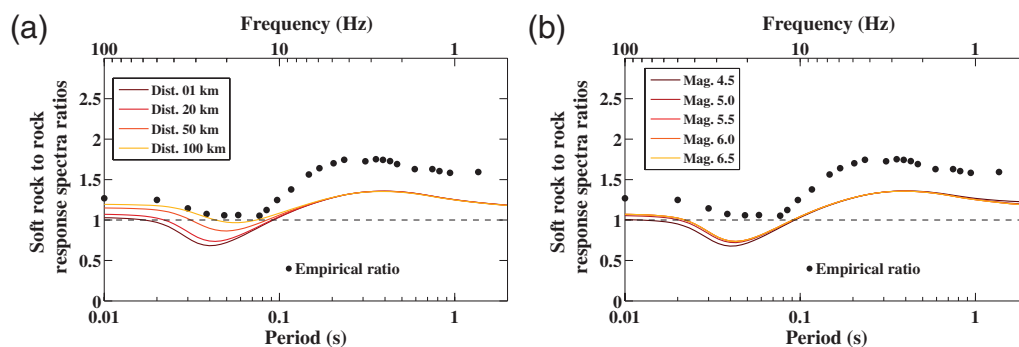 (a)
Frequency (Hz)
100 10 1
Soft rock to rock
response spectra ratios
2.5
2
1.5
1
0.5
0
Dist. 01 km
Dist. 20 km
Dist. 50 km
Dist. 100 km
Empirical ratio
0.01 0.1 1
Period (s)
(b)
Frequency (Hz)
100 10 1
Soft rock to rock
response spectra ratios
2.5
2
1.5
1
0.5
0
Mag. 4.5
Mag. 5.0
Mag. 5.5
Mag. 6.0
Mag. 6.5
Empirical ratio
0.01 0.1 1
Period (s)